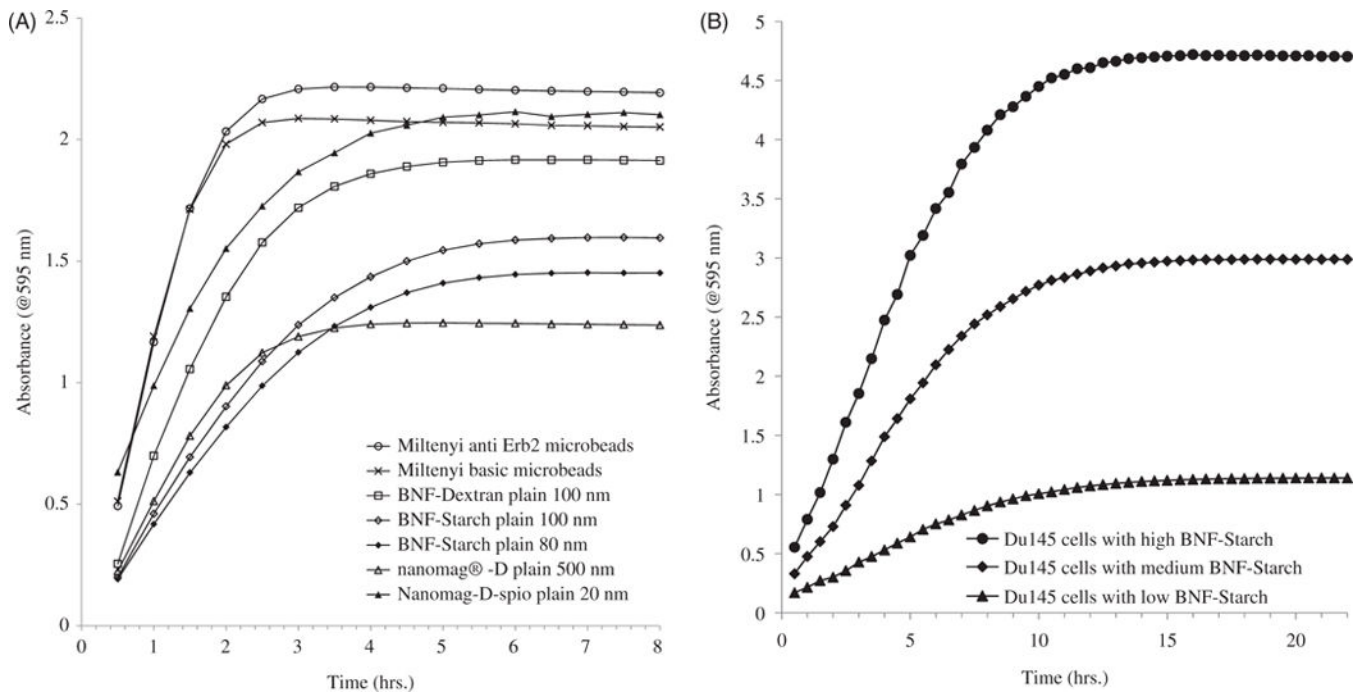 (A)
2.5
2
1.5
1
0.5
0
Absorbance (@595 nm)
1 2 3 4 5 6 7 8
Time (hrs.)
Miltenyi anti Erb2 microbeads
Miltenyi basic microbeads
BNF-Dextran plain 100 nm
BNF-Starch plain 100 nm
BNF-Starch plain 80 nm
nanomag® -D plain 500 nm
Nanomag-D-spio plain 20 nm
(B)
5
4.5
4
3.5
3
2.5
2
1.5
1
0.5
0
Absorbance (@595 nm)
0 5 10 15 20
Time (hrs.)
Du145 cells with high BNF-Starch
Du145 cells with medium BNF-Starch
Du145 cells with low BNF-Starch